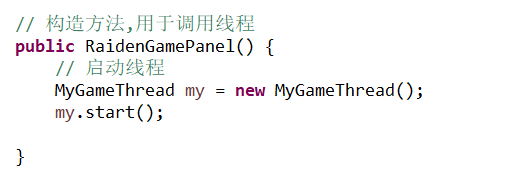 // 构造方法,用于调用线程
public RaidenGamePanel() {
    // 启动线程
    MyGameThread my = new MyGameThread();
    my.start();
}